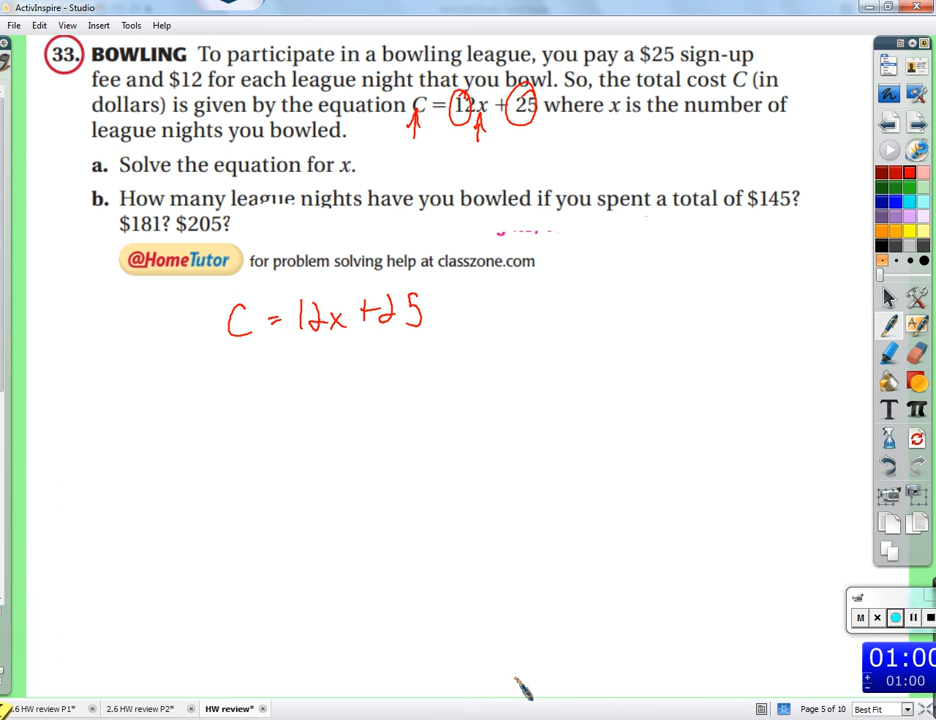 ActivInspire - Studio
File Edit View Insert Tools Help
33. BOWLING To participate in a bowling league, you pay a $25 sign-up
fee and $12 for each league night that you bowl. So, the total cost C (in
dollars) is given by the equation C = 12x + 25 where x is the number of
league nights you bowled.
a. Solve the equation for x.
b. How many league nights have you bowled if you spent a total of $145?
$181? $205?
@HomeTutor for problem solving help at classzone.com
C = 12x + 25
T π
M
01:00
01:00
.6 HW review P1* 2.6 HW review P2* HW review* Page 5 of 10 Best Fit